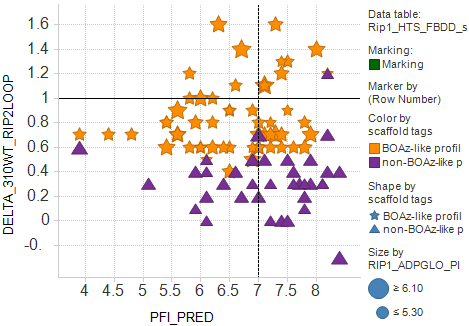 DELTA_310WT_RIP2LOOP
1.6
1.4
1.2
1
0.8
0.6
0.4
0.2
-0.
4
4.5
5
5.5
6
6.5
7
7.5
8
PFI_PRED
Data table:
Rip1_HTS_FBDD_s
Marking:
Marking
Marker by
(Row Number)
Color by
scaffold tags
BOAz-like profil
non-BOAz-like p
Shape by
scaffold tags
BOAz-like profil
non-BOAz-like p
Size by
RIP1_ADPGLO_PI
≥ 6.10
≤ 5.30